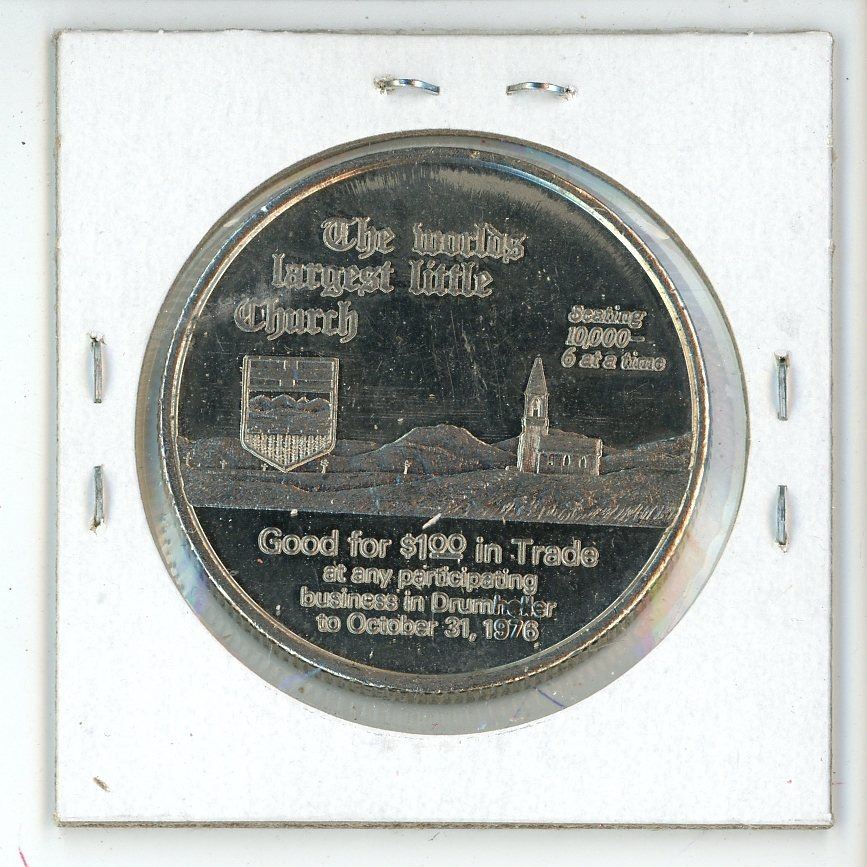 The worlds
largest little
Church
Seating
10,000—
6 at a time
Good for $1.00 in Trade
at any participating
business in Drumheller
to October 31, 1976